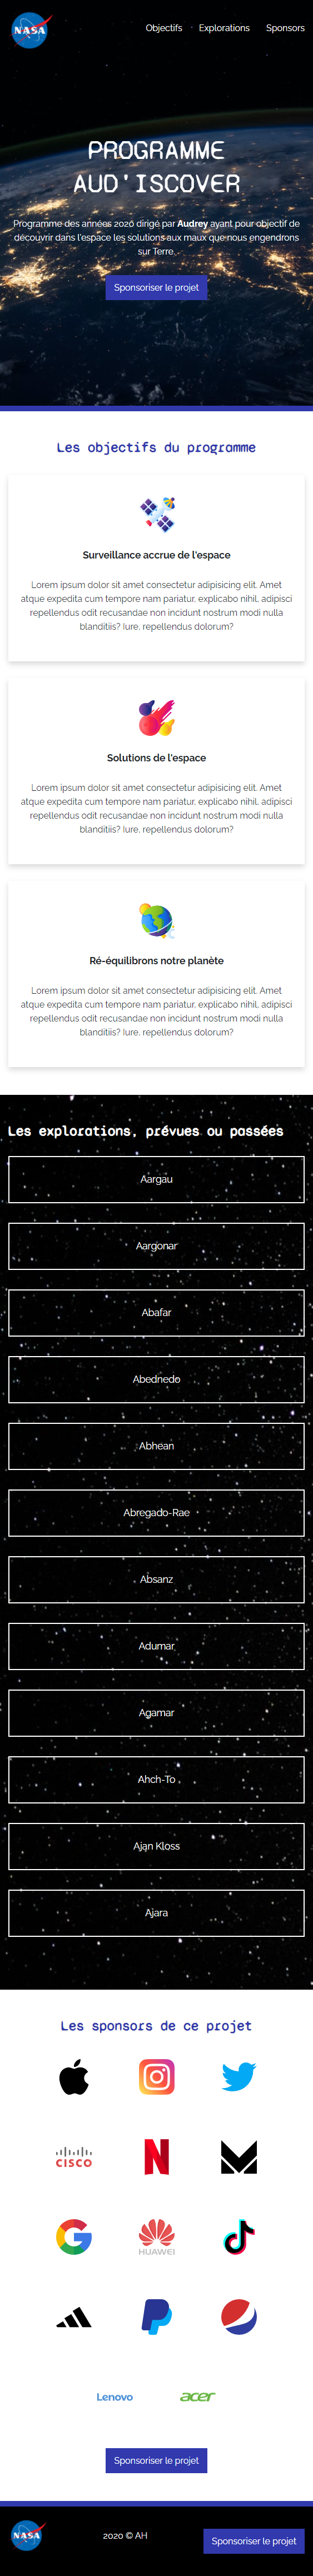 NASA
Objectifs
Explorations
Sponsors
PROGRAMME
AUD'ISCOVER
Programme des années 2020 dirigé par Audrey ayant pour objectif de
découvrir dans l'espace les solutions aux maux que nous engendrons
sur Terre.
Sponsoriser le projet
Les objectifs du programme
Surveillance accrue de l'espace
Lorem ipsum dolor sit amet consectetur adipisicing elit. Amet
atque expedita cum tempore nam pariatur, explicabo nihil, adipisci
repellendus odit recusandae non incidunt nostrum modi nulla
blanditiis? Iure, repellendus dolorum?
Solutions de l'espace
Lorem ipsum dolor sit amet consectetur adipisicing elit. Amet
atque expedita cum tempore nam pariatur, explicabo nihil, adipisci
repellendus odit recusandae non incidunt nostrum modi nulla
blanditiis? Iure, repellendus dolorum?
Ré-équilibrons notre planète
Lorem ipsum dolor sit amet consectetur adipisicing elit. Amet
atque expedita cum tempore nam pariatur, explicabo nihil, adipisci
repellendus odit recusandae non incidunt nostrum modi nulla
blanditiis? Iure, repellendus dolorum?
Les explorations, prévues ou passées
Aargau
Aargonar
Abafar
Abednedo
Abhean
Abregado-Rae
Absanz
Adumar
Agamar
Ahch-To
Ajan Kloss
Ajara
Les sponsors de ce projet
CISCO
N
G
HUAWEI
Lenovo
acer
Sponsoriser le projet
NASA
2020 © AH
Sponsoriser le projet